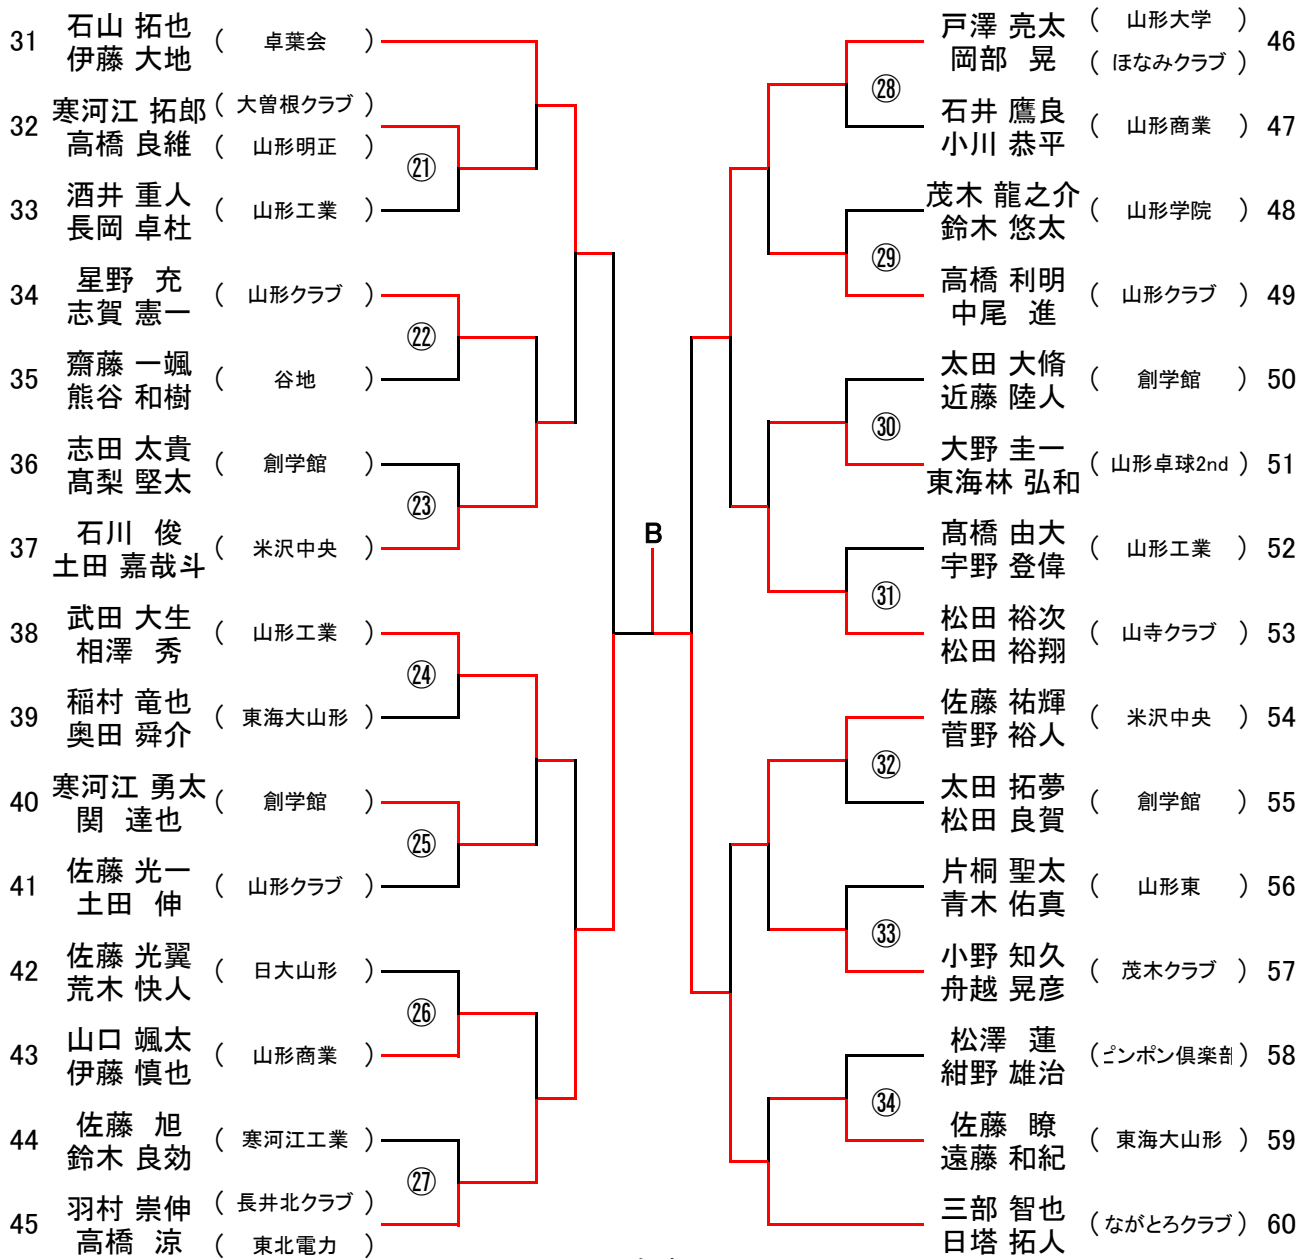 31 石山 拓也 ( 卓葉会 )
伊藤 大地
32 寒河江 拓郎 ( 大曽根クラブ )
高橋 良維 ( 山形明正 )
㉑
33 酒井 重人 ( 山形工業 )
長岡 卓杜
34 星野 充 ( 山形クラブ )
志賀 憲一
㉒
35 齋藤 一颯 ( 谷地 )
熊谷 和樹
36 志田 太貴 ( 創学館 )
髙梨 堅太
㉓
37 石川 俊 ( 米沢中央 )
土田 嘉哉斗
38 武田 大生 ( 山形工業 )
相澤 秀
㉔
39 稲村 竜也 ( 東海大山形 )
奥田 舜介
40 寒河江 勇太 ( 創学館 )
関 達也
㉕
41 佐藤 光一 ( 山形クラブ )
土田 伸
42 佐藤 光翼 ( 日大山形 )
荒木 快人
㉖
43 山口 颯太 ( 山形商業 )
伊藤 慎也
44 佐藤 旭 ( 寒河江工業 )
鈴木 良効
㉗
45 羽村 崇伸 ( 長井北クラブ )
高橋 涼 ( 東北電力 )
B
戸澤 亮太 ( 山形大学 ) 46
岡部 晃 ( ほなみクラブ )
㉘
石井 鷹良 ( 山形商業 ) 47
小川 恭平
茂木 龍之介 ( 山形学院 ) 48
鈴木 悠太
㉙
高橋 利明 ( 山形クラブ ) 49
中尾 進
太田 大脩 ( 創学館 ) 50
近藤 陸人
㉚
大野 圭一 ( 山形卓球2nd ) 51
東海林 弘和
髙橋 由大 ( 山形工業 ) 52
宇野 登偉
㉛
松田 裕次 ( 山寺クラブ ) 53
松田 裕翔
佐藤 祐輝 ( 米沢中央 ) 54
菅野 裕人
㉜
太田 拓夢 ( 創学館 ) 55
松田 良賀
片桐 聖太 ( 山形東 ) 56
青木 佑真
㉝
小野 知久 ( 茂木クラブ ) 57
舟越 晃彦
松澤 蓮 ( ピンポン倶楽部 ) 58
紺野 雄治
㉞
佐藤 瞭 ( 東海大山形 ) 59
遠藤 和紀
三部 智也 ( ながとろクラブ ) 60
日塔 拓人